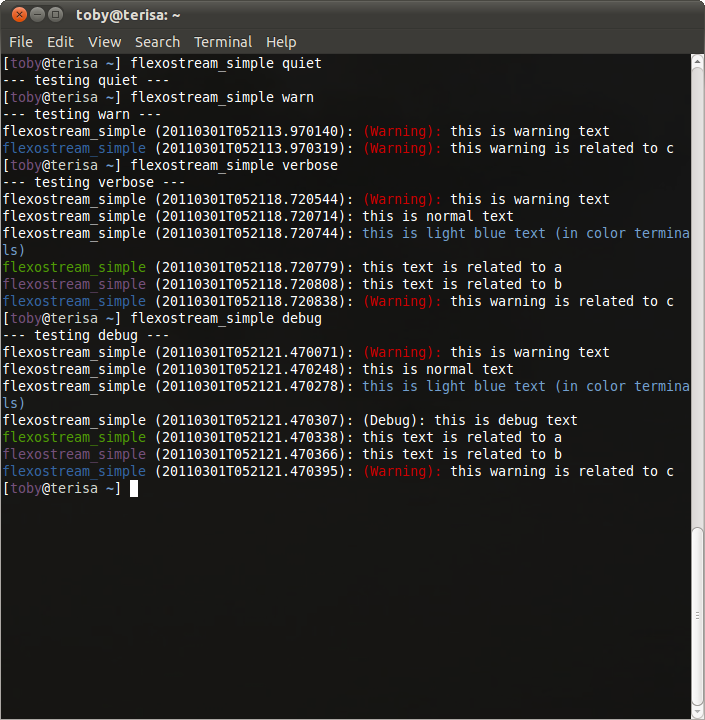 toby@terisa: ~
File Edit View Search Terminal Help
[toby@terisa ~] flexostream_simple quiet
--- testing quiet ---
[toby@terisa ~] flexostream_simple warn
--- testing warn ---
flexostream_simple (20110301T052113.970140): (Warning): this is warning text
flexostream_simple (20110301T052113.970319): (Warning): this warning is related to c
[toby@terisa ~] flexostream_simple verbose
--- testing verbose ---
flexostream_simple (20110301T052118.720544): (Warning): this is warning text
flexostream_simple (20110301T052118.720714): this is normal text
flexostream_simple (20110301T052118.720744): this is light blue text (in color termina
ls)
flexostream_simple (20110301T052118.720779): this text is related to a
flexostream_simple (20110301T052118.720808): this text is related to b
flexostream_simple (20110301T052118.720838): (Warning): this warning is related to c
[toby@terisa ~] flexostream_simple debug
--- testing debug ---
flexostream_simple (20110301T052121.470071): (Warning): this is warning text
flexostream_simple (20110301T052121.470248): this is normal text
flexostream_simple (20110301T052121.470278): this is light blue text (in color termina
ls)
flexostream_simple (20110301T052121.470307): (Debug): this is debug text
flexostream_simple (20110301T052121.470338): this text is related to a
flexostream_simple (20110301T052121.470366): this text is related to b
flexostream_simple (20110301T052121.470395): (Warning): this warning is related to c
[toby@terisa ~]